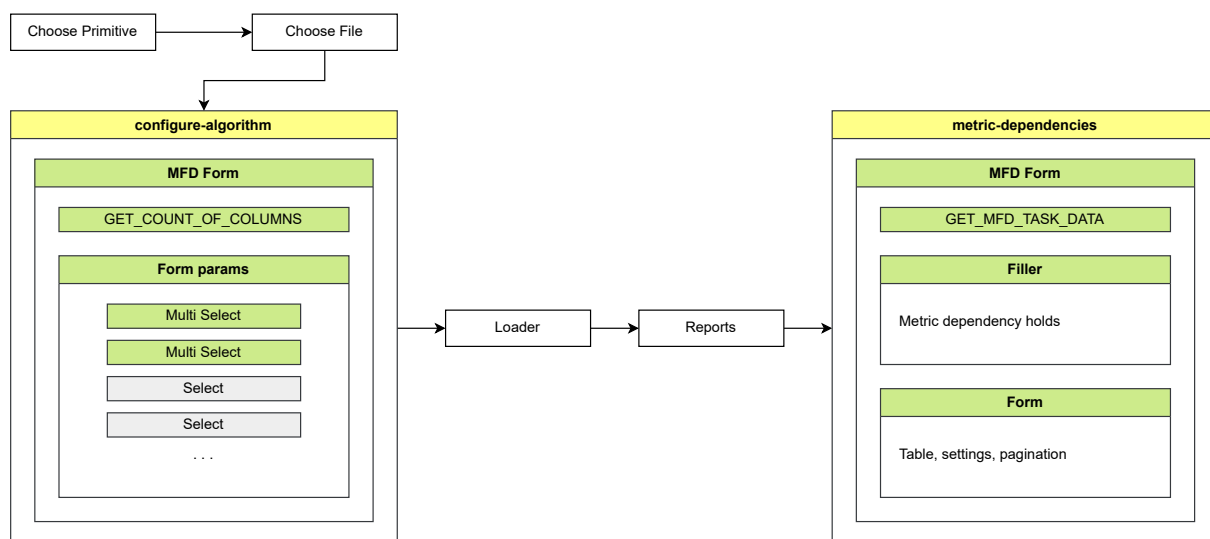 Choose Primitive
Choose File
configure-algorithm
MFD Form
GET_COUNT_OF_COLUMNS
Form params
Multi Select
Multi Select
Select
Select
. . .
Loader
Reports
metric-dependencies
MFD Form
GET_MFD_TASK_DATA
Filler
Metric dependency holds
Form
Table, settings, pagination